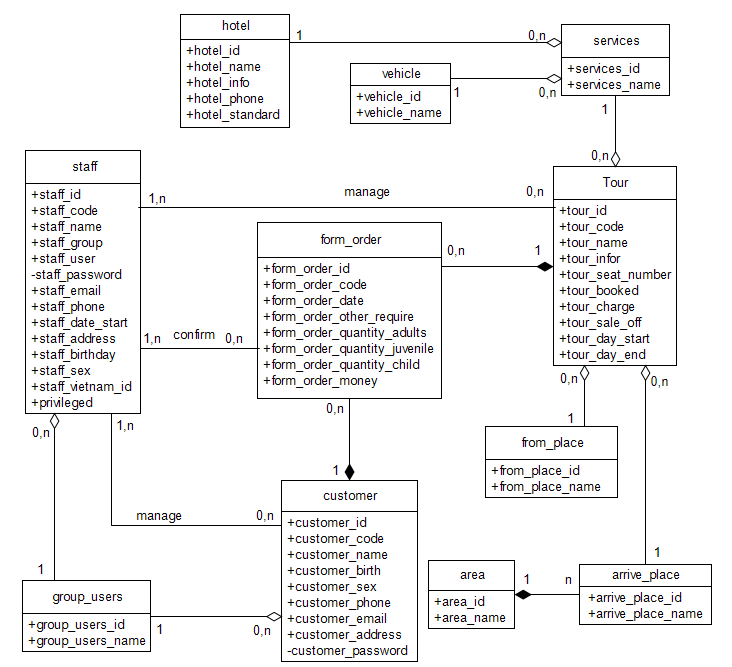 hotel
+hotel_id
+hotel_name
+hotel_info
+hotel_phone
+hotel_standard
1
0,n
services
+services_id
+services_name
vehicle
+vehicle_id
+vehicle_name
1
0,n
1
0,n
staff
+staff_id
+staff_code
+staff_name
+staff_group
+staff_user
-staff_password
+staff_email
+staff_phone
+staff_date_start
+staff_address
+staff_birthday
+staff_sex
+staff_vietnam_id
+privileged
1,n
manage
0,n
Tour
+tour_id
+tour_code
+tour_name
+tour_infor
+tour_seat_number
+tour_booked
+tour_charge
+tour_sale_off
+tour_day_start
+tour_day_end
form_order
+form_order_id
+form_order_code
+form_order_date
+form_order_other_require
+form_order_quantity_adults
+form_order_quantity_juvenile
+form_order_quantity_child
+form_order_money
0,n
1
1,n
confirm
0,n
0,n
0,n
1
from_place
+from_place_id
+from_place_name
0,n
1,n
0,n
1
manage
0,n
customer
+customer_id
+customer_code
+customer_name
+customer_birth
+customer_sex
+customer_phone
+customer_email
+customer_address
-customer_password
1
group_users
+group_users_id
+group_users_name
1
0,n
area
+area_id
+area_name
1
n
1
arrive_place
+arrive_place_id
+arrive_place_name